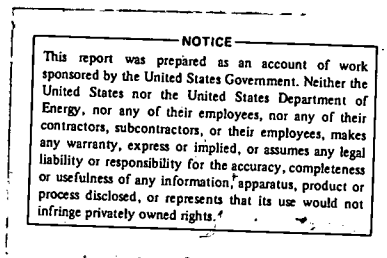 NOTICE
This report was prepared as an account of work
sponsored by the United States Government. Neither the
United States nor the United States Department of
Energy, nor any of their employees, nor any of their
contractors, subcontractors, or their employees, makes
any warranty, express or implied, or assumes any legal
liability or responsibility for the accuracy, completeness
or usefulness of any information, apparatus, product or
process disclosed, or represents that its use would not
infringe privately owned rights.